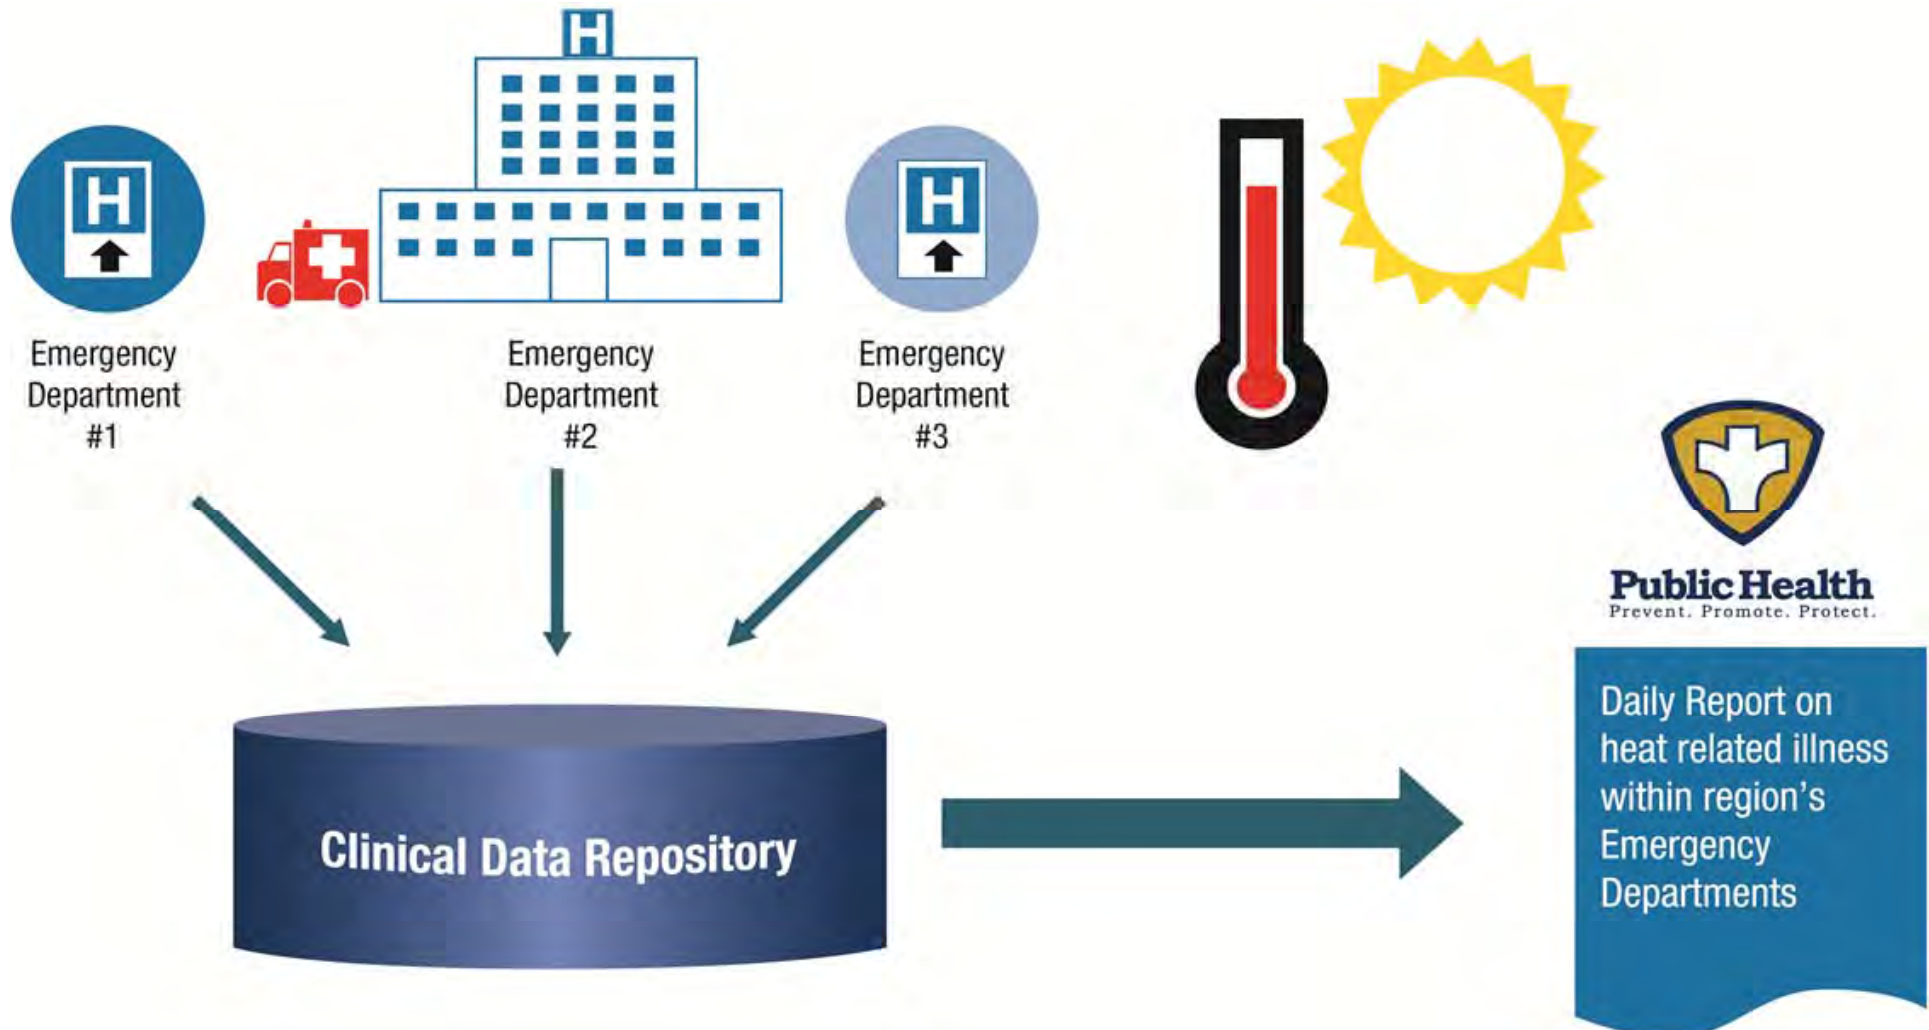 H
H
H
Emergency
Department
#1
Emergency
Department
#2
Emergency
Department
#3
Public Health
Prevent. Promote. Protect.
Clinical Data Repository
Daily Report on
heat related illness
within region's
Emergency
Departments